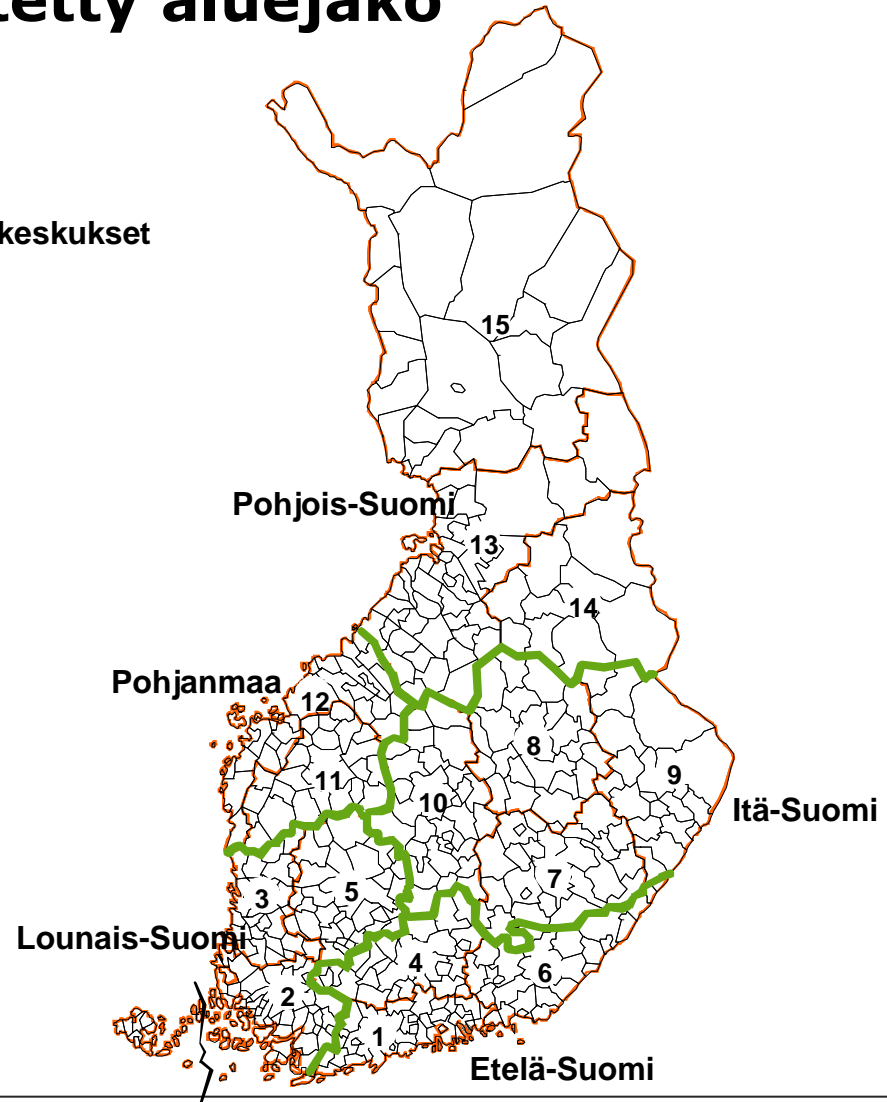 tetty aluejako
keskukset
15
Pohjois-Suomi
13
14
Pohjanmaa
12
8
11
9
10
Itä-Suomi
7
5
3
Lounais-Suomi
4
6
2
1
Etelä-Suomi